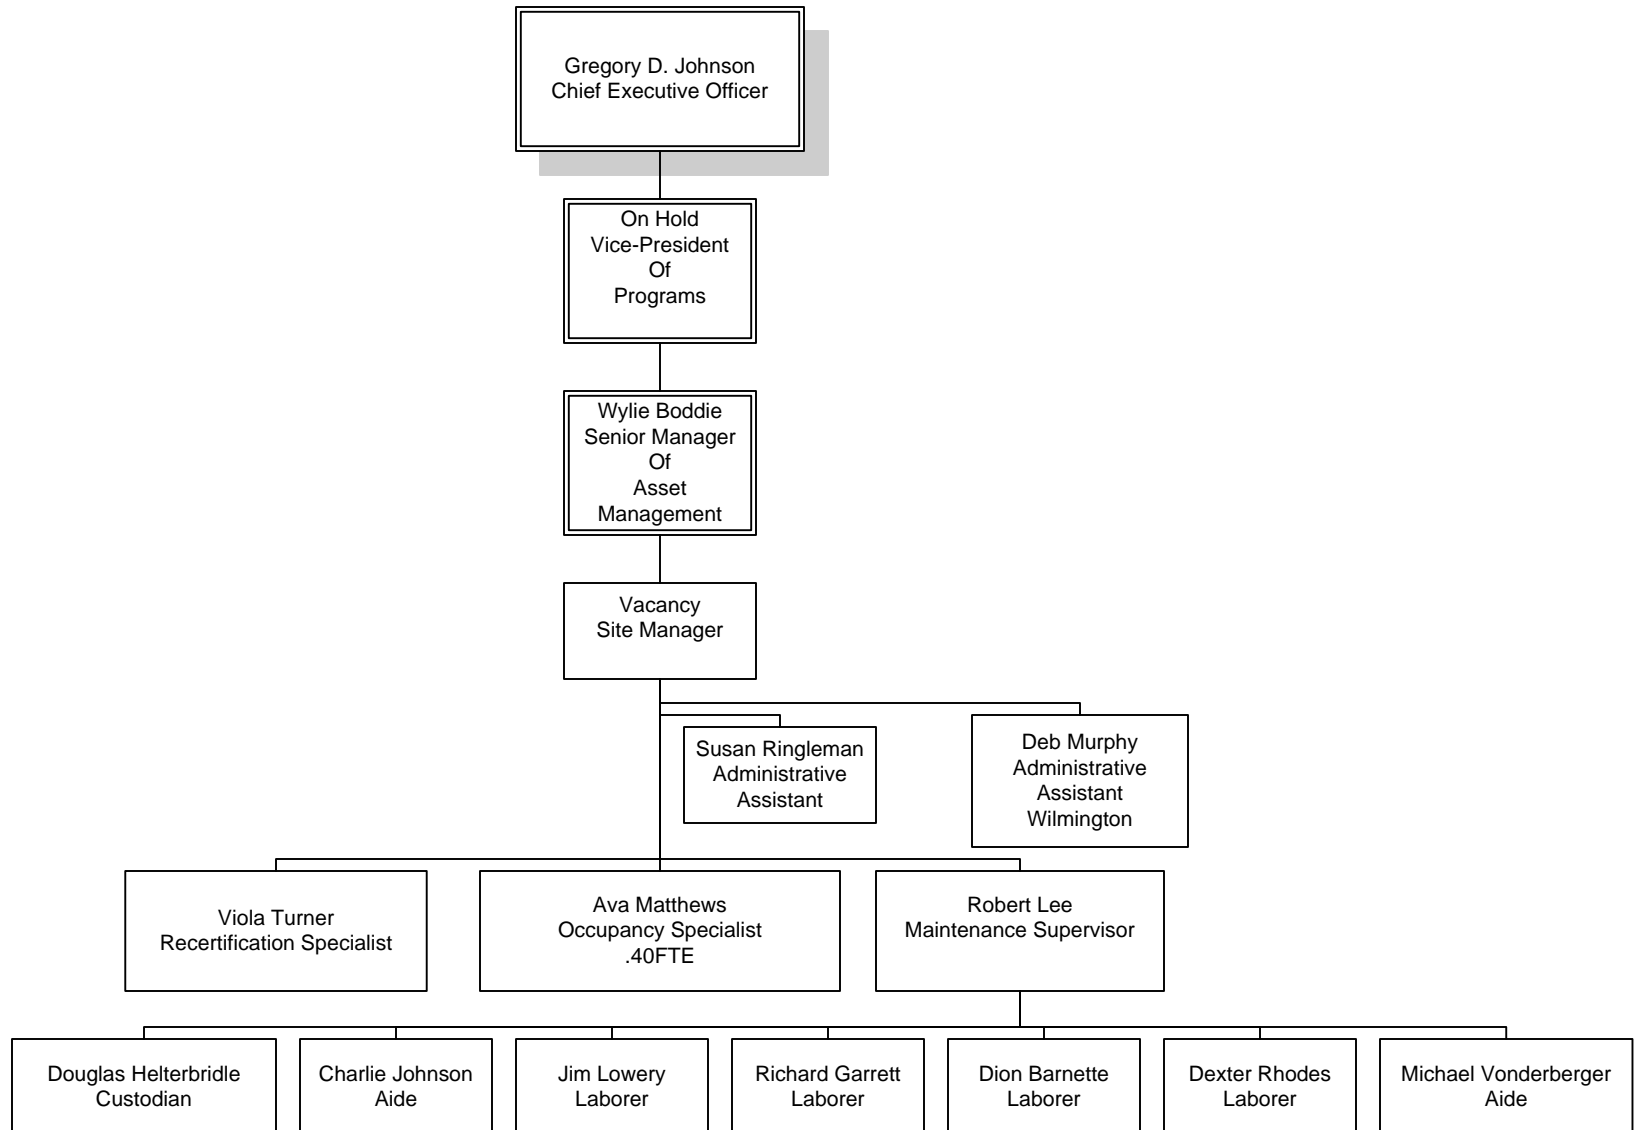 Gregory D. Johnson
Chief Executive Officer
On Hold
Vice-President
Of
Programs
Wylie Boddie
Senior Manager
Of
Asset
Management
Vacancy
Site Manager
Susan Ringleman
Administrative
Assistant
Deb Murphy
Administrative
Assistant
Wilmington
Viola Turner
Recertification Specialist
Ava Matthews
Occupancy Specialist
.40FTE
Robert Lee
Maintenance Supervisor
Douglas Helterbridle
Custodian
Charlie Johnson
Aide
Jim Lowery
Laborer
Richard Garrett
Laborer
Dion Barnette
Laborer
Dexter Rhodes
Laborer
Michael Vonderberger
Aide